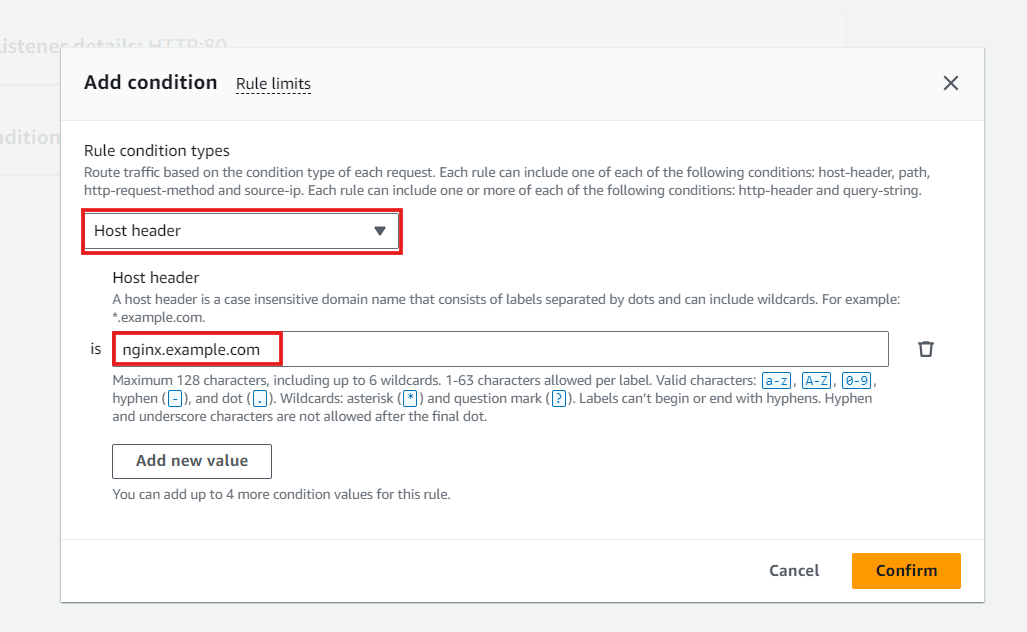 Listener details: HTTP:80
Add condition Rule limits
Rule condition types
Route traffic based on the condition type of each request. Each rule can include one of each of the following conditions: host-header, path,
http-request-method and source-ip. Each rule can include one or more of each of the following conditions: http-header and query-string.
Host header
Host header
A host header is a case insensitive domain name that consists of labels separated by dots and can include wildcards. For example:
*.example.com.
is nginx.example.com
Maximum 128 characters, including up to 6 wildcards. 1-63 characters allowed per label. Valid characters: a-z, A-Z, 0-9,
hyphen (-), and dot (.). Wildcards: asterisk (*) and question mark (?). Labels can't begin or end with hyphens. Hyphen
and underscore characters are not allowed after the final dot.
Add new value
You can add up to 4 more condition values for this rule.
Cancel Confirm